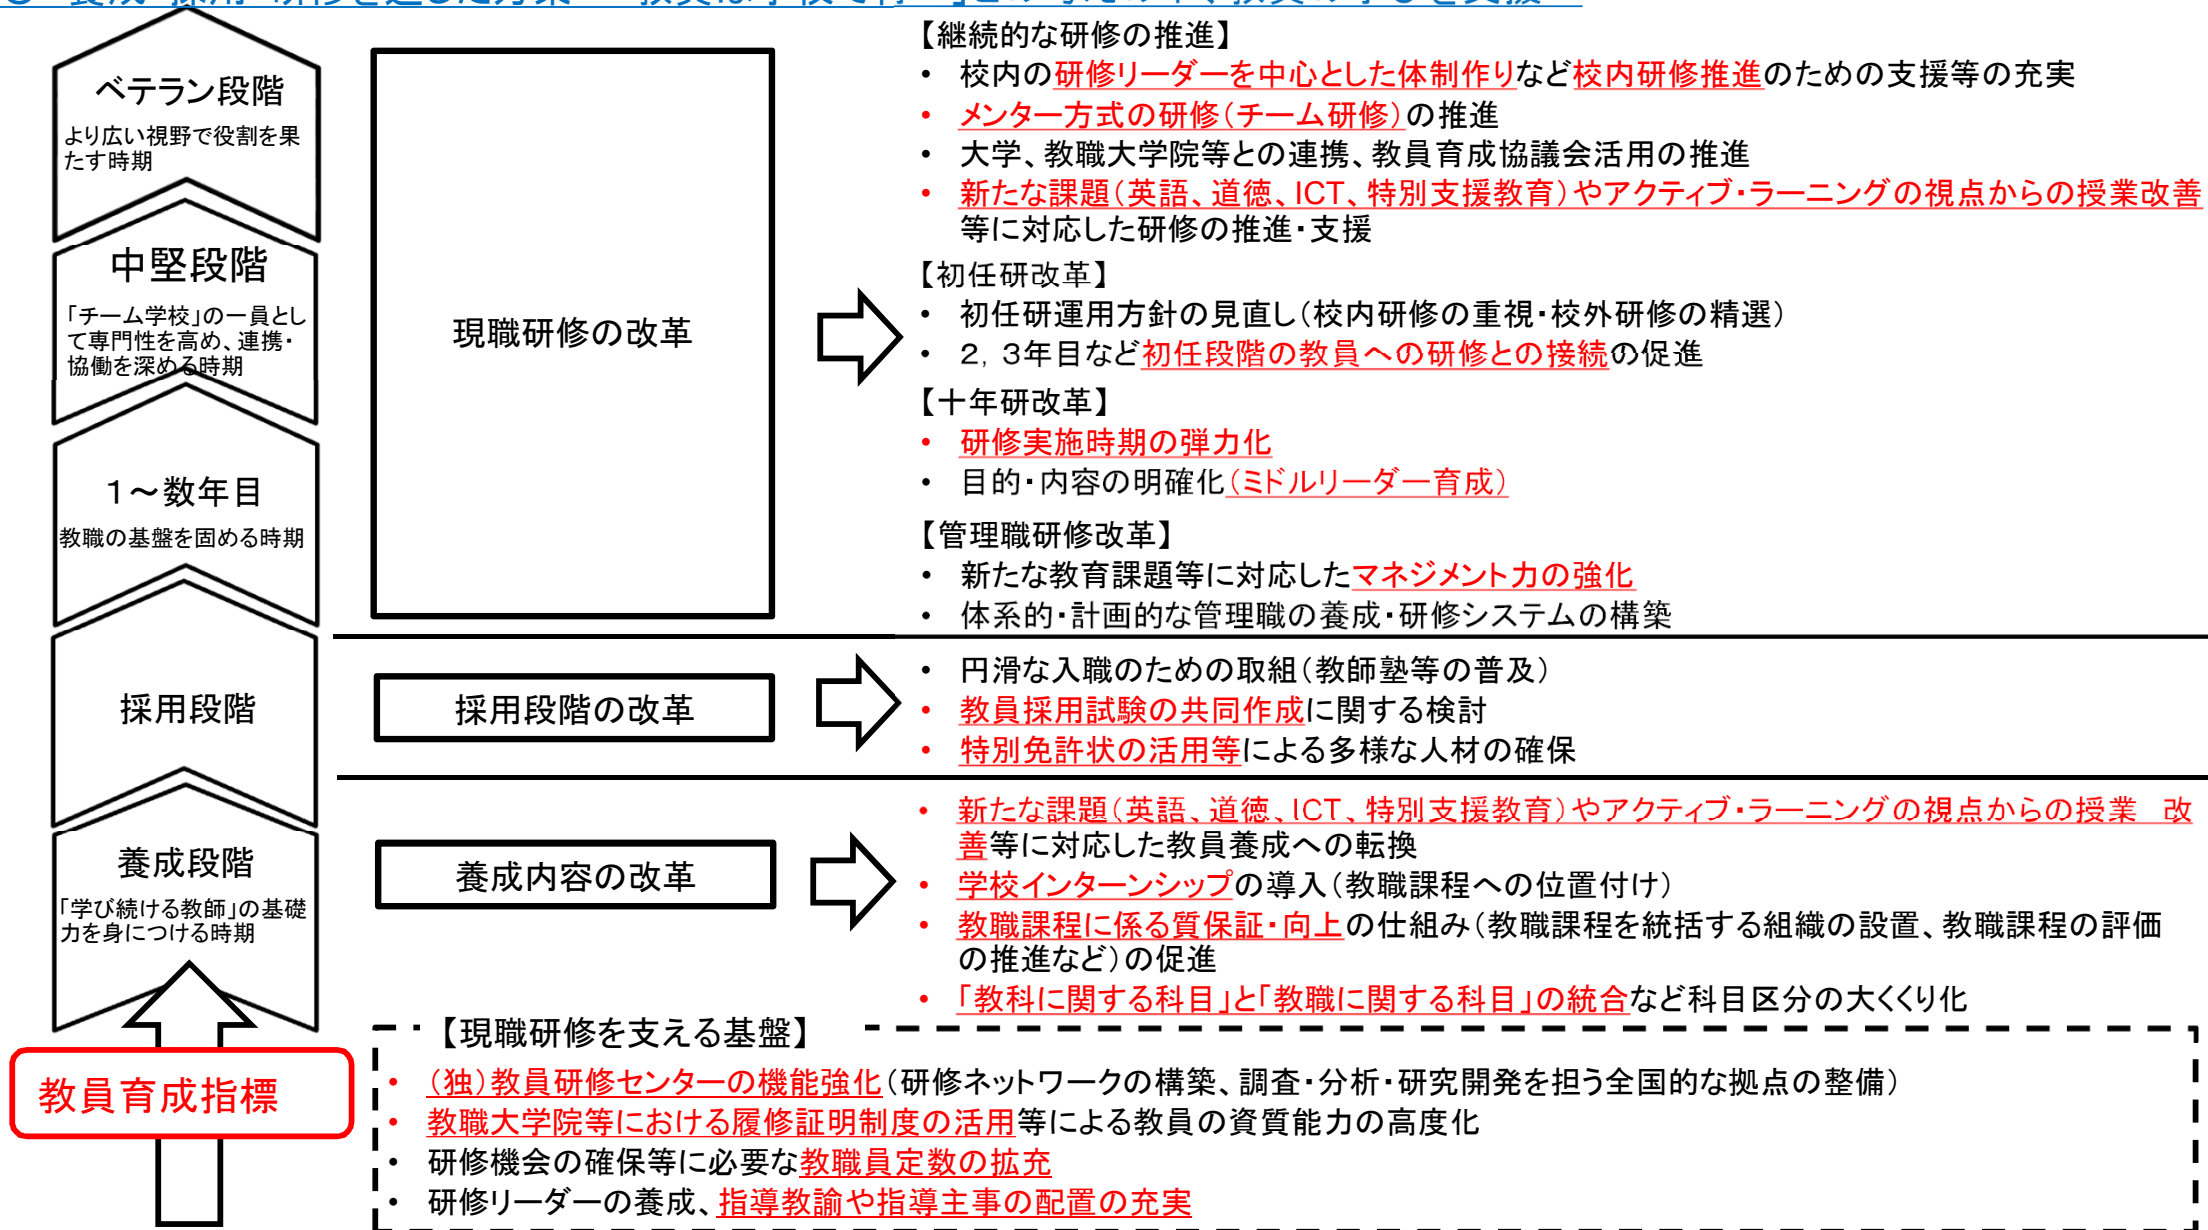 ベテラン段階
より広い視野で役割を果
たす時期
中堅段階
「チーム学校」の一員とし
て専門性を高め、連携・
協働を深める時期
1～数年目
教職の基盤を固める時期
採用段階
養成段階
「学び続ける教師」の基礎
力を身につける時期
教員育成指標
現職研修の改革
【継続的な研修の推進】
• 校内の研修リーダーを中心とした体制作りなど校内研修推進のための支援等の充実
• メンター方式の研修（チーム研修）の推進
• 大学、教職大学院等との連携、教員育成協議会活用の推進
• 新たな課題（英語、道徳、ICT、特別支援教育）やアクティブ・ラーニングの視点からの授業改善
等に対応した研修の推進・支援
【初任研改革】
• 初任研運用方針の見直し（校内研修の重視・校外研修の精選）
• 2，3年目など初任段階の教員への研修との接続の促進
【十年研改革】
• 研修実施時期の弾力化
• 目的・内容の明確化（ミドルリーダー育成）
【管理職研修改革】
• 新たな教育課題等に対応したマネジメント力の強化
• 体系的・計画的な管理職の養成・研修システムの構築
採用段階の改革
• 円滑な入職のための取組（教師塾等の普及）
• 教員採用試験の共同作成に関する検討
• 特別免許状の活用等による多様な人材の確保
養成内容の改革
• 新たな課題（英語、道徳、ICT、特別支援教育）やアクティブ・ラーニングの視点からの授業　改
善等に対応した教員養成への転換
• 学校インターンシップの導入（教職課程への位置付け）
• 教職課程に係る質保証・向上の仕組み（教職課程を統括する組織の設置、教職課程の評価
の推進など）の促進
• 「教科に関する科目」と「教職に関する科目」の統合など科目区分の大くくり化
【現職研修を支える基盤】
• （独）教員研修センターの機能強化（研修ネットワークの構築、調査・分析・研究開発を担う全国的な拠点の整備）
• 教職大学院等における履修証明制度の活用等による教員の資質能力の高度化
• 研修機会の確保等に必要な教職員定数の拡充
• 研修リーダーの養成、指導教諭や指導主事の配置の充実